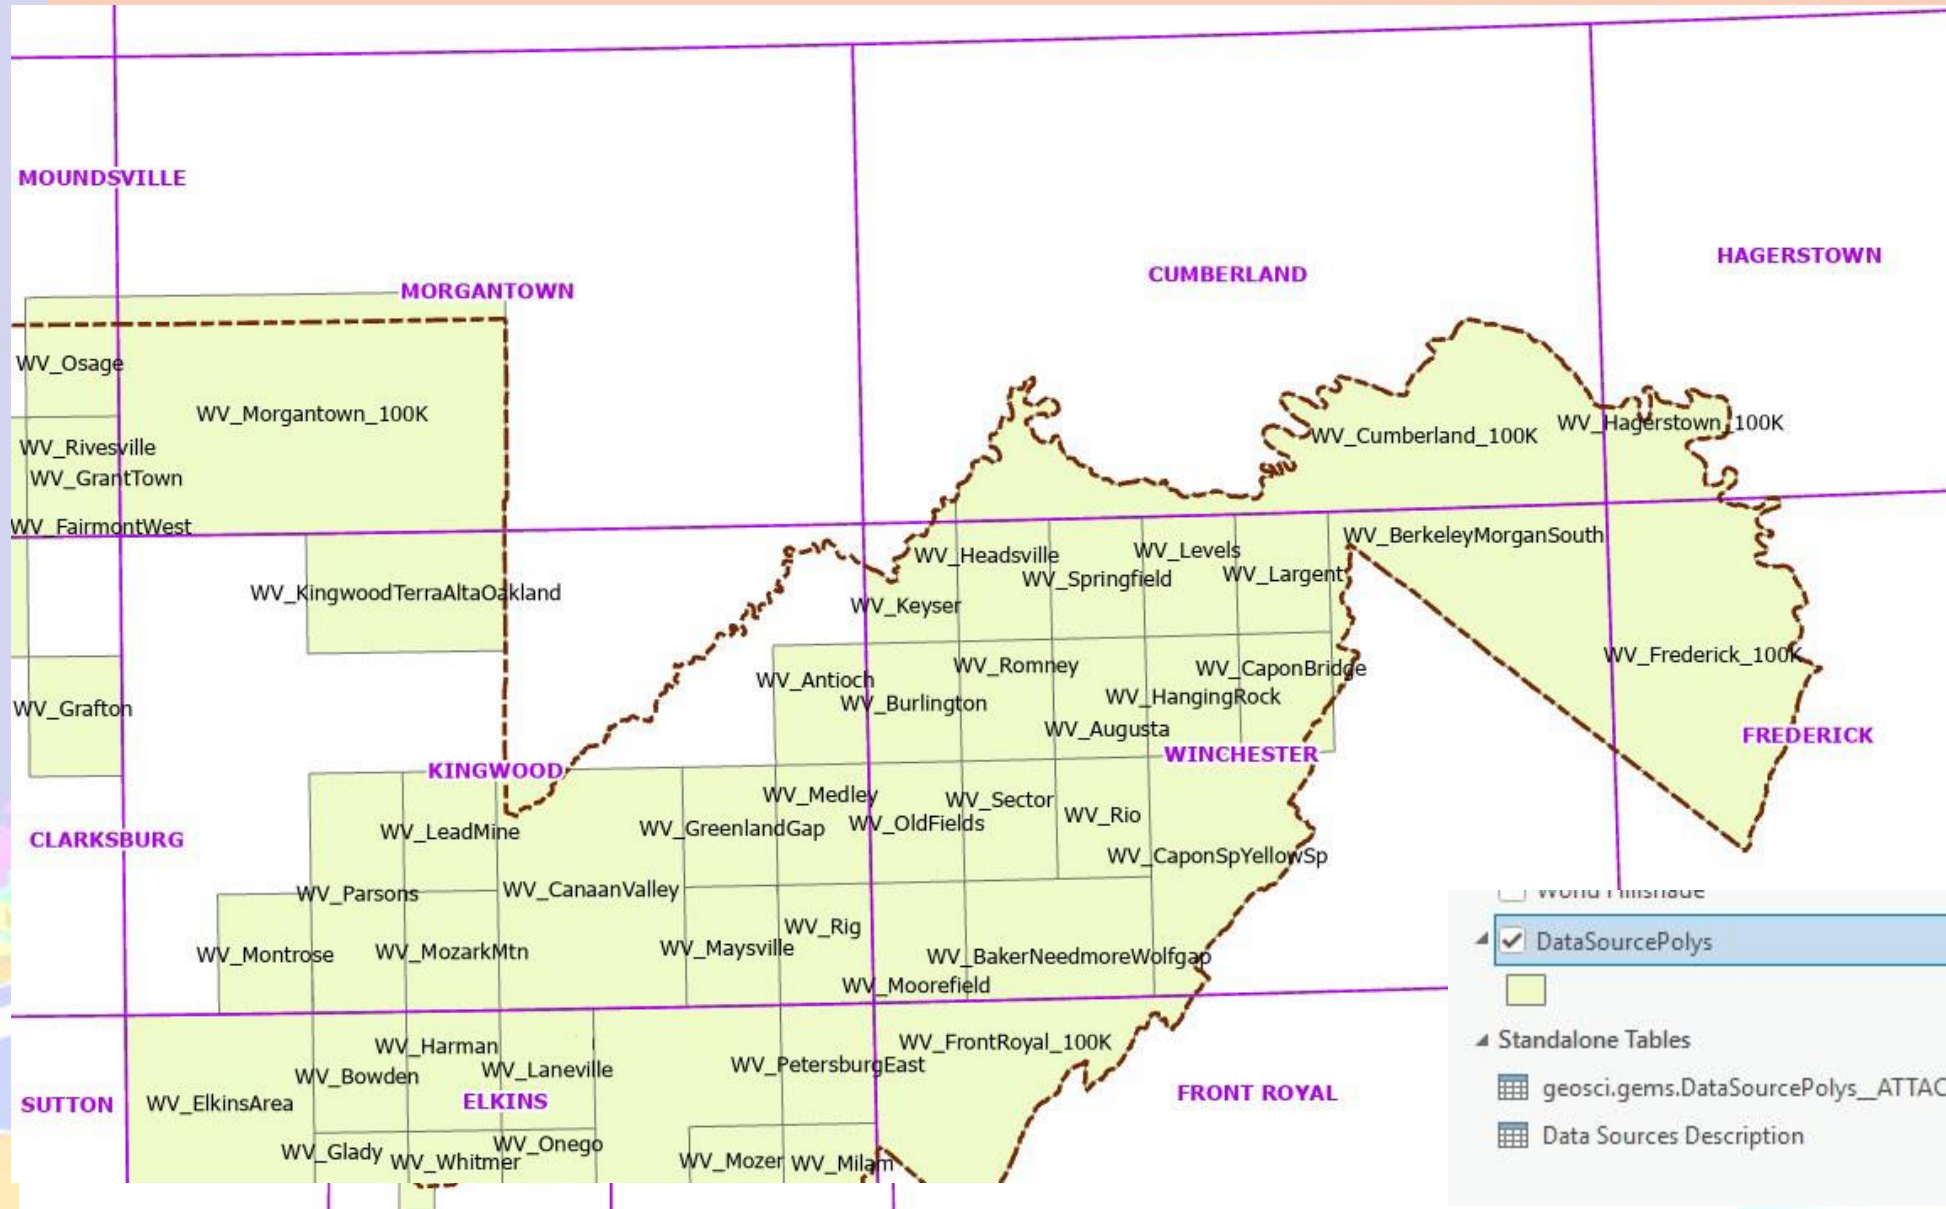 MOUNDSVILLE
HAGERSTOWN
CUMBERLAND
MORGANTOWN
WV_Osage
WV_Morgantown_100K
WV_Hagerstown_100K
WV_Cumberland_100K
WV_Rivesville
WV_GrantTown
WV_FairmontWest
WV_BerkeleyMorganSouth
WV_Headsville
WV_Levels
WV_Springfield
WV_Largent
WV_KingwoodTerraAltaOakland
WV_Keyser
WV_Frederick_100K
WV_Romney
WV_CaponBridge
WV_Antioch
WV_HangingRock
WV_Burlington
WV_Grafton
WV_Augusta
FREDERICK
WINCHESTER
KINGWOOD
WV_Medley
WV_Sector
WV_Rio
WV_OldFields
WV_GreenlandGap
WV_LeadMine
CLARKSBURG
WV_CaponSpYellowSp
WV_CanaanValley
WV_Parsons
WV_Rig
WV_Maysville
WV_MozarkMtn
WV_Montrose
WV_BakerNeedmoreWolfgap
WV_Moorefield
WV_FrontRoyal_100K
WV_Harman
WV_PetersburgEast
WV_Laneville
WV_Bowden
FRONT ROYAL
ELKINS
WV_ElkinsArea
SUTTON
WV_Onego
WV_Glady
WV_Whitmer
WV_Mozer
WV_Milam
World Hillshade
DataSourcePolys
Standalone Tables
geosci.gems.DataSourcePolys__ATTAC
Data Sources Description